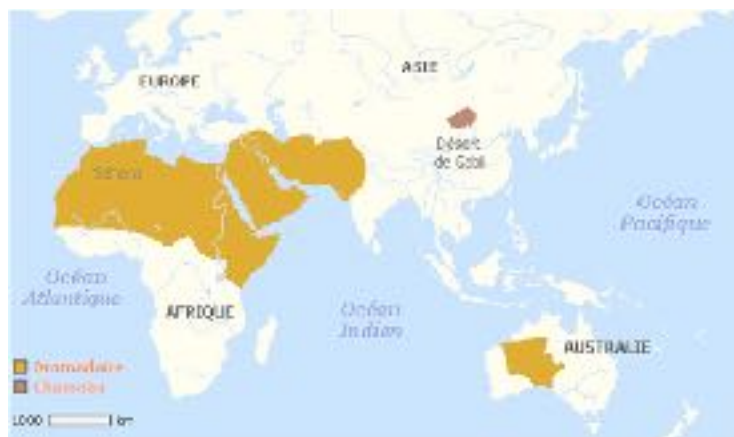 EUROPE
ASIE
Désert
de Gobi
Sahara
Océan
Pacifique
Océan
Atlantique
AFRIQUE
Océan
Indien
AUSTRALIE
Dromadaire
Chameau
1000 km